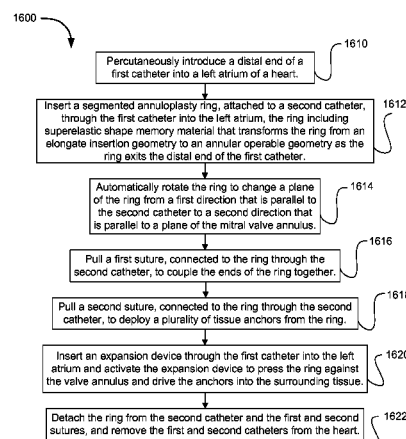 1600
1610
Percutaneously introduce a distal end of a
first catheter into a left atrium of a heart.
1612
Insert a segmented annuloplasty ring, attached to a second catheter,
through the first catheter into the left atrium, the ring including
superelastic shape memory material that transforms the ring from an
elongate insertion geometry to an annular operable geometry as the
ring exits the distal end of the first catheter.
1614
Automatically rotate the ring to change a plane
of the ring from a first direction that is parallel to
the second catheter to a second direction that
is parallel to a plane of the mitral valve annulus.
1616
Pull a first suture, connected to the ring through the
second catheter, to couple the ends of the ring together.
1618
Pull a second suture, connected to the ring through the second
catheter, to deploy a plurality of tissue anchors from the ring.
1620
Insert an expansion device through the first catheter into the left
atrium and activate the expansion device to press the ring against
the valve annulus and drive the anchors into the surrounding tissue.
1622
Detach the ring from the second catheter and the first and second
sutures, and remove the first and second catheters from the heart.